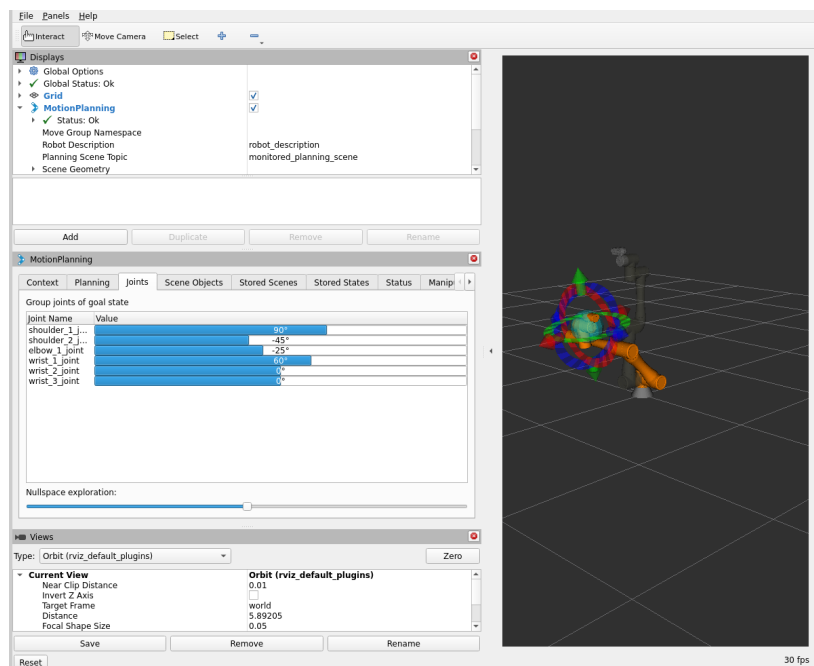 File Panels Help
Interact Move Camera Select
Displays
Global Options
Global Status: Ok
Grid
MotionPlanning
Status: Ok
Move Group Namespace
Robot Description robot_description
Planning Scene Topic monitored_planning_scene
Scene Geometry
Add Duplicate Remove Rename
MotionPlanning
Context Planning Joints Scene Objects Stored Scenes Stored States Status Manip
Group joints of goal state
Joint Name Value
shoulder_1_j... 90°
shoulder_2_j... -45°
elbow_1_joint -25°
wrist_1_joint 60°
wrist_2_joint 0°
wrist_3_joint 0°
Nullspace exploration:
Views
Type: Orbit (rviz_default_plugins) Zero
Current View Orbit (rviz_default_plugins)
Near Clip Distance 0.01
Invert Z Axis
Target Frame world
Distance 5.89205
Focal Shape Size 0.05
Save Remove Rename
Reset 30 fps